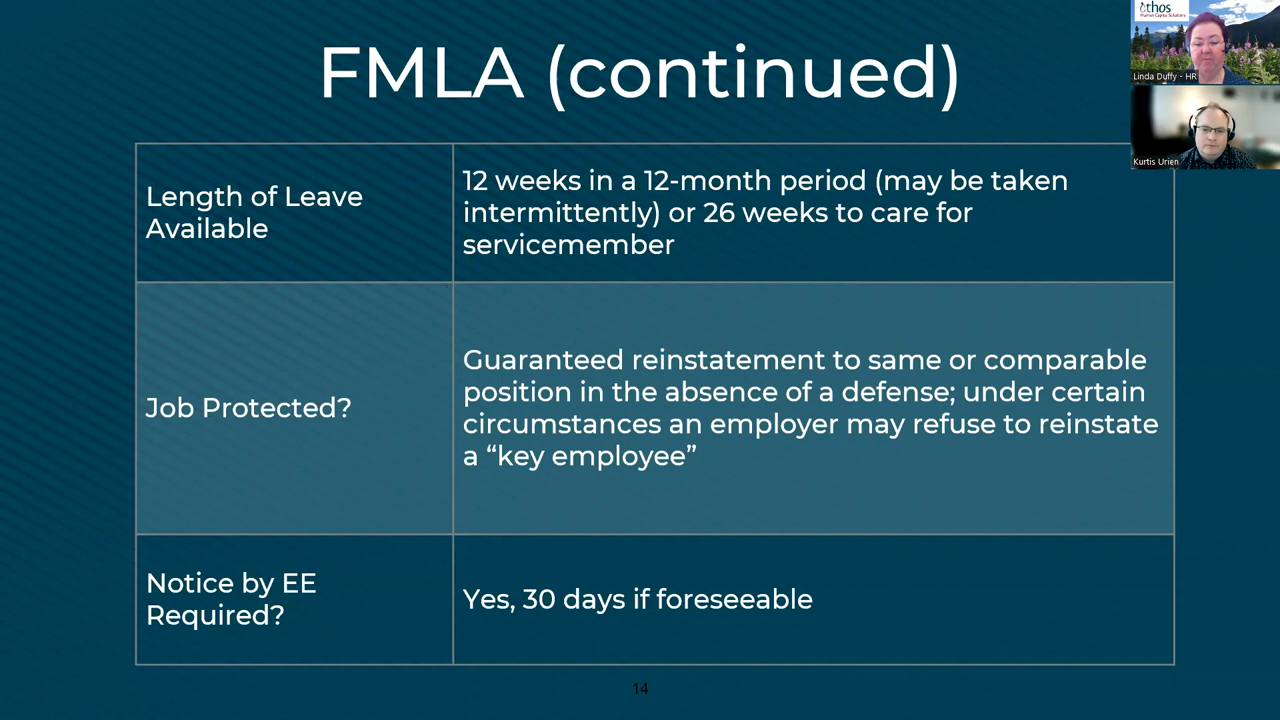 FMLA (continued)
Length of Leave
Available
12 weeks in a 12-month period (may be taken
intermittently) or 26 weeks to care for
servicemember
Job Protected?
Guaranteed reinstatement to same or comparable
position in the absence of a defense; under certain
circumstances an employer may refuse to reinstate
a “key employee”
Notice by EE
Required?
Yes, 30 days if foreseeable
14
ithos
Human Capital Solutions
Linda Duffy - HR
Kurtis Urien